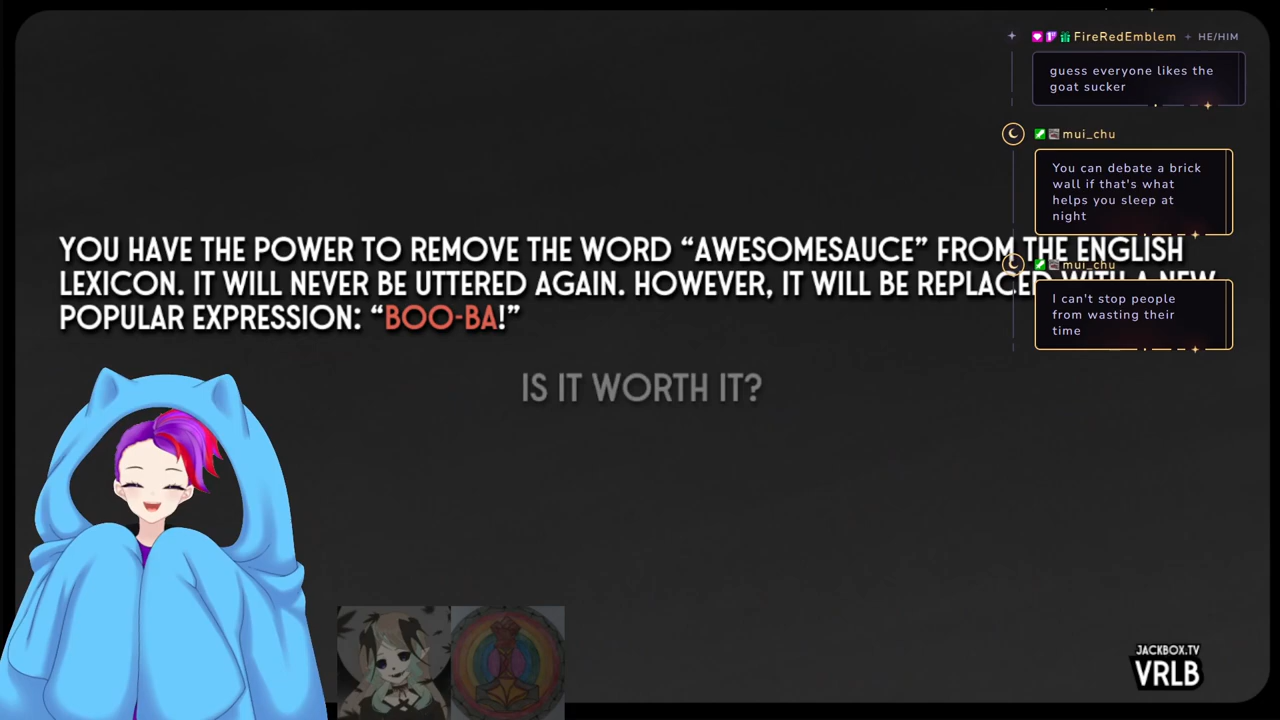 FireRedEmblem + HE/HIM
guess everyone likes the
goat sucker
mui_chu
You can debate a brick
wall if that's what
helps you sleep at
night
mui_chu
I can't stop people
from wasting their
time
YOU HAVE THE POWER TO REMOVE THE WORD “AWESOMESAUCE” FROM THE ENGLISH
LEXICON. IT WILL NEVER BE UTTERED AGAIN. HOWEVER, IT WILL BE REPLACED WITH A NEW
POPULAR EXPRESSION: “BOO-BA!”
IS IT WORTH IT?
JACKBOX.TV
VRLB